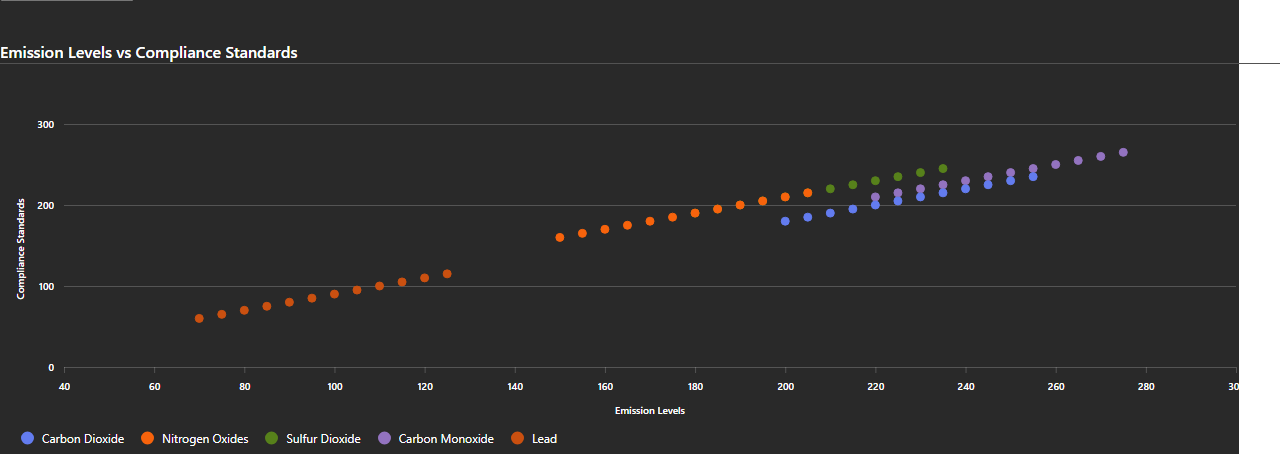 Emission Levels vs Compliance Standards
300
200
100
0
Compliance Standards
40 60 80 100 120 140 160 180 200 220 240 260 280 30
Emission Levels
Carbon Dioxide Nitrogen Oxides Sulfur Dioxide Carbon Monoxide Lead